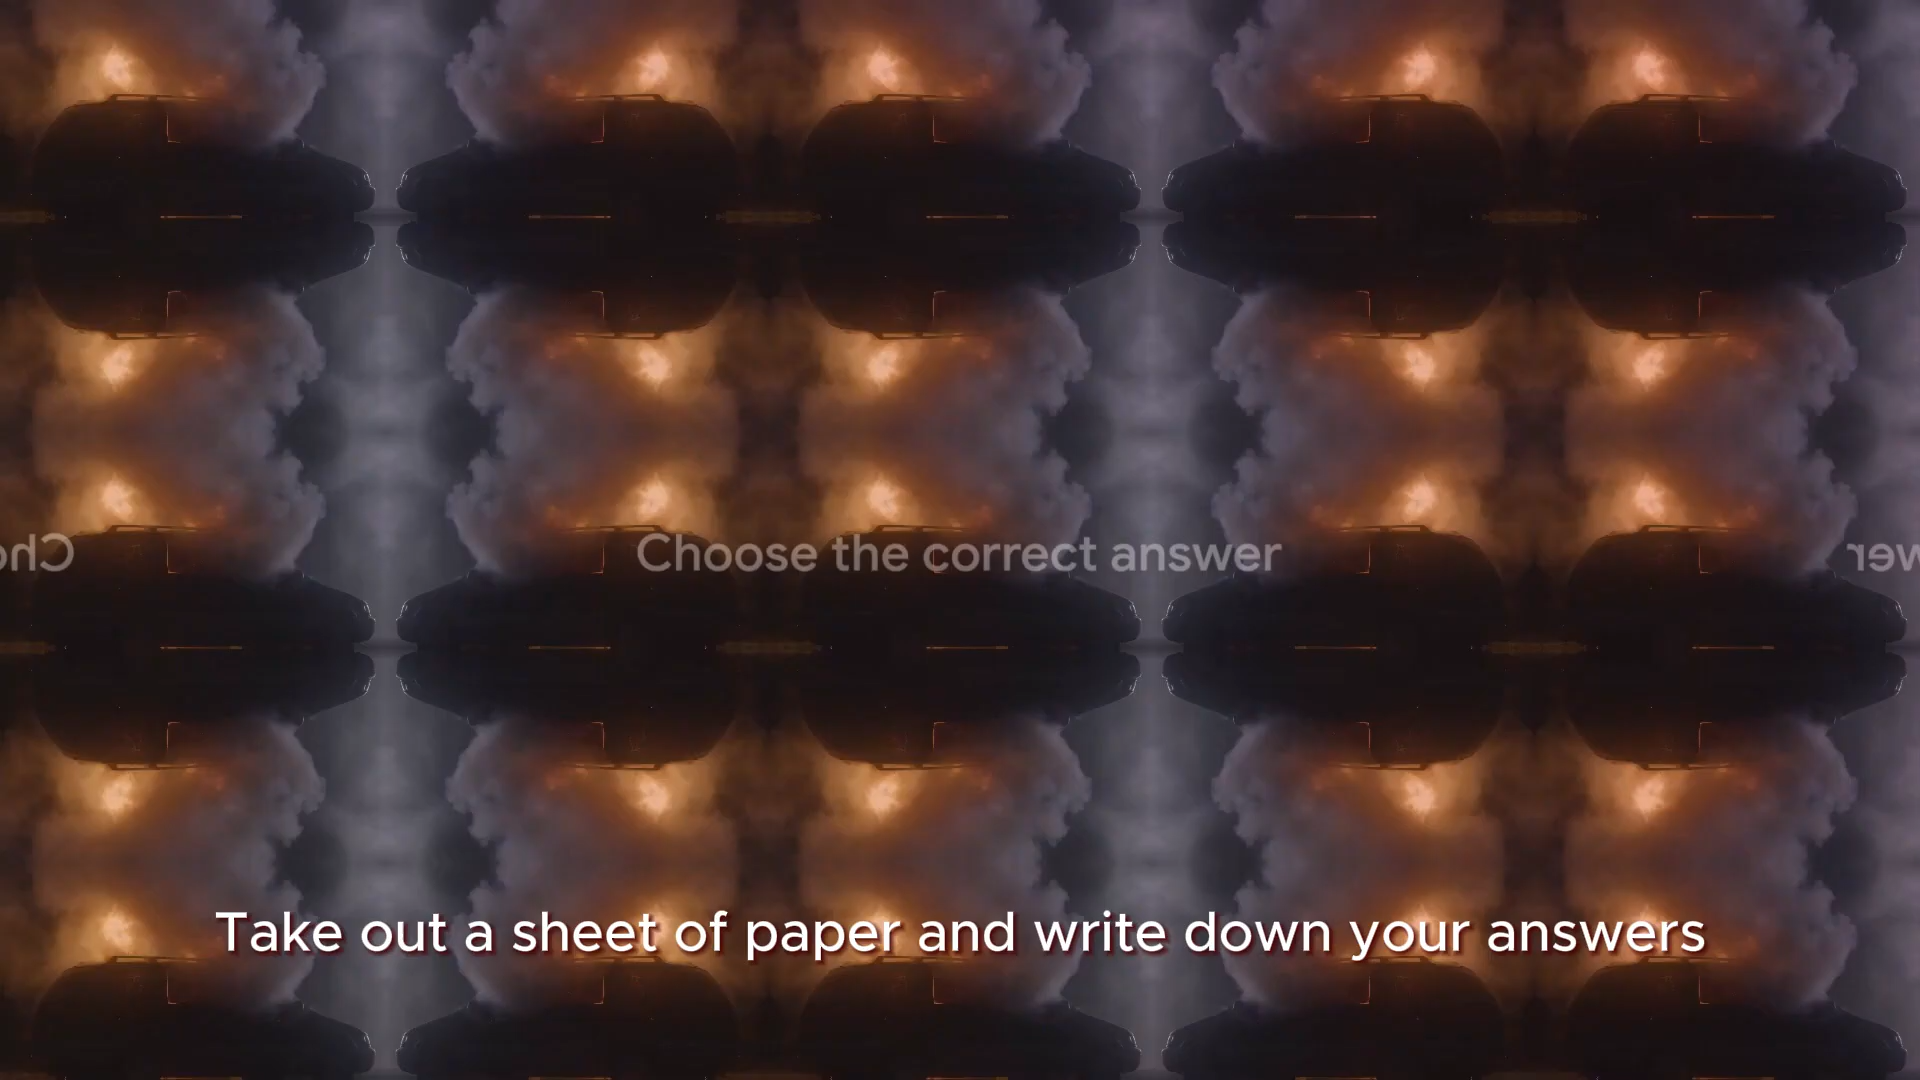 Choose the correct answer
Take out a sheet of paper and write down your answers